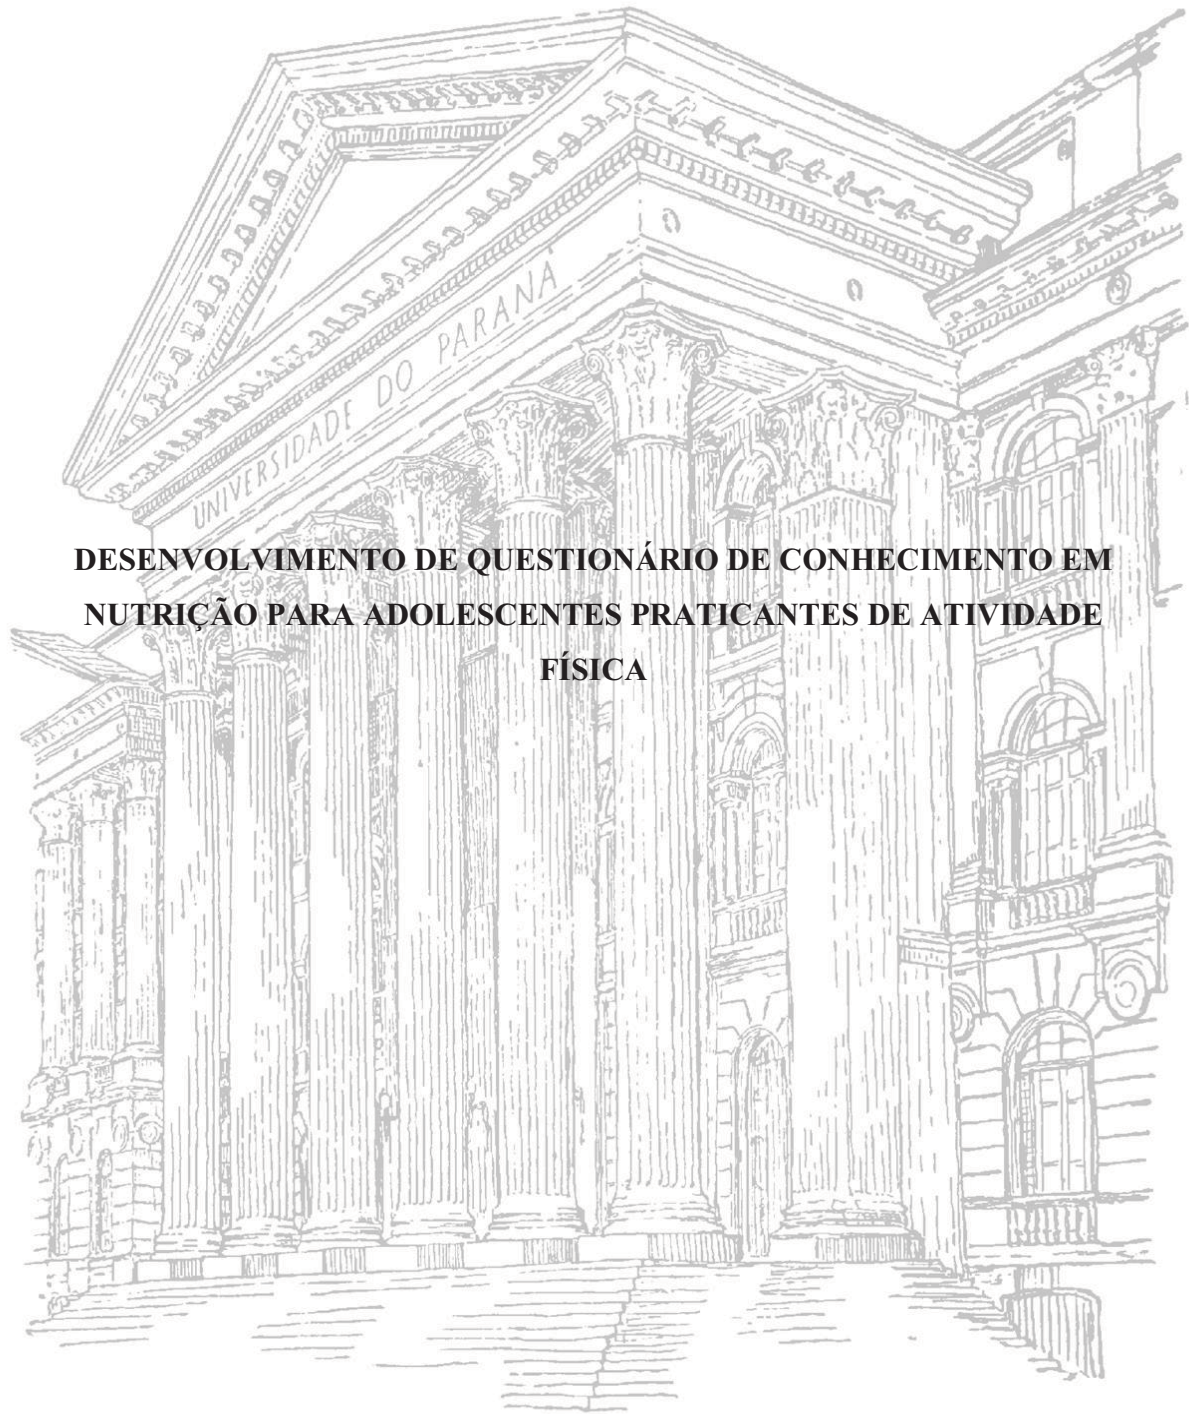 UNIVERSIDADE DO PARANÁ
DESENVOLVIMENTO DE QUESTIONÁRIO DE CONHECIMENTO EM
NUTRIÇÃO PARA ADOLESCENTES PRATICANTES DE ATIVIDADE
FÍSICA